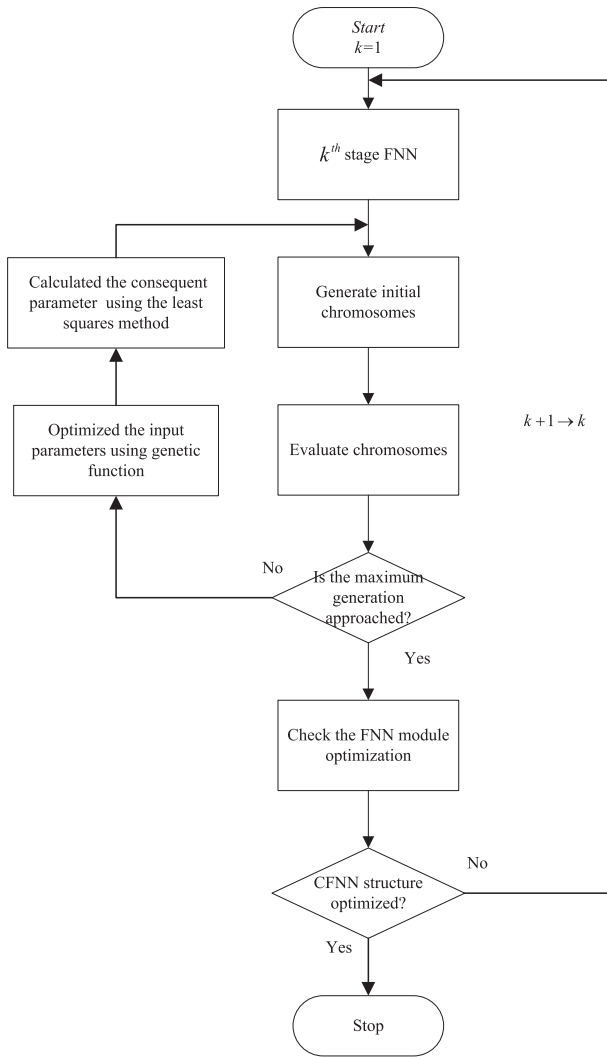 Start
k=1
k^th stage FNN
Calculated the consequent
parameter using the least
squares method
Generate initial
chromosomes
Optimized the input
parameters using genetic
function
Evaluate chromosomes
k+1→k
No
Is the maximum
generation
approached?
Yes
Check the FNN module
optimization
No
CFNN structure
optimized?
Yes
Stop